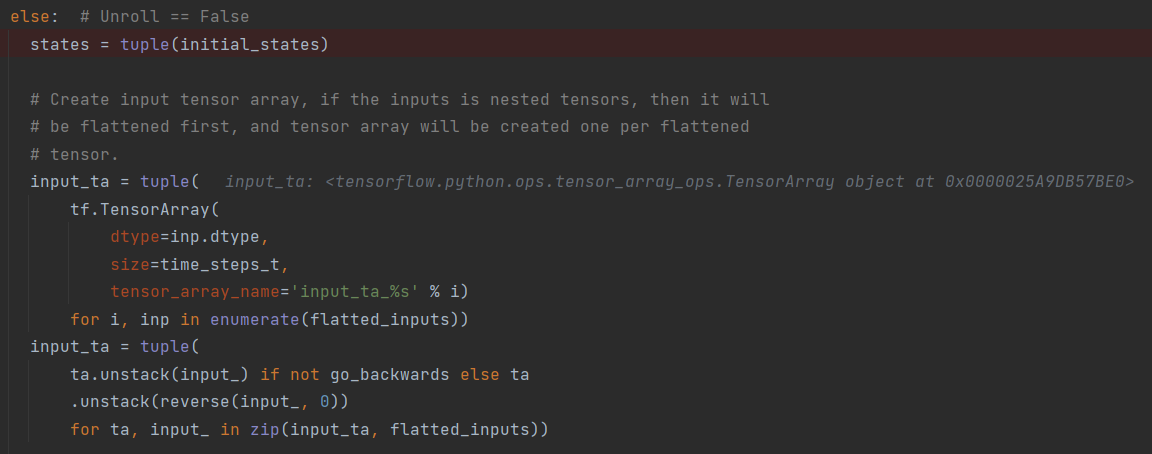 else:  # Unroll == False
  states = tuple(initial_states)

  # Create input tensor array, if the inputs is nested tensors, then it will
  # be flattened first, and tensor array will be created one per flattened
  # tensor.
  input_ta = tuple(  input_ta: <tensorflow.python.ops.tensor_array_ops.TensorArray object at 0x0000025A9DB57BE0>
      tf.TensorArray(
          dtype=inp.dtype,
          size=time_steps_t,
          tensor_array_name='input_ta_%s' % i)
      for i, inp in enumerate(flatted_inputs))
  input_ta = tuple(
      ta.unstack(input_) if not go_backwards else ta
      .unstack(reverse(input_, 0))
      for ta, input_ in zip(input_ta, flatted_inputs))